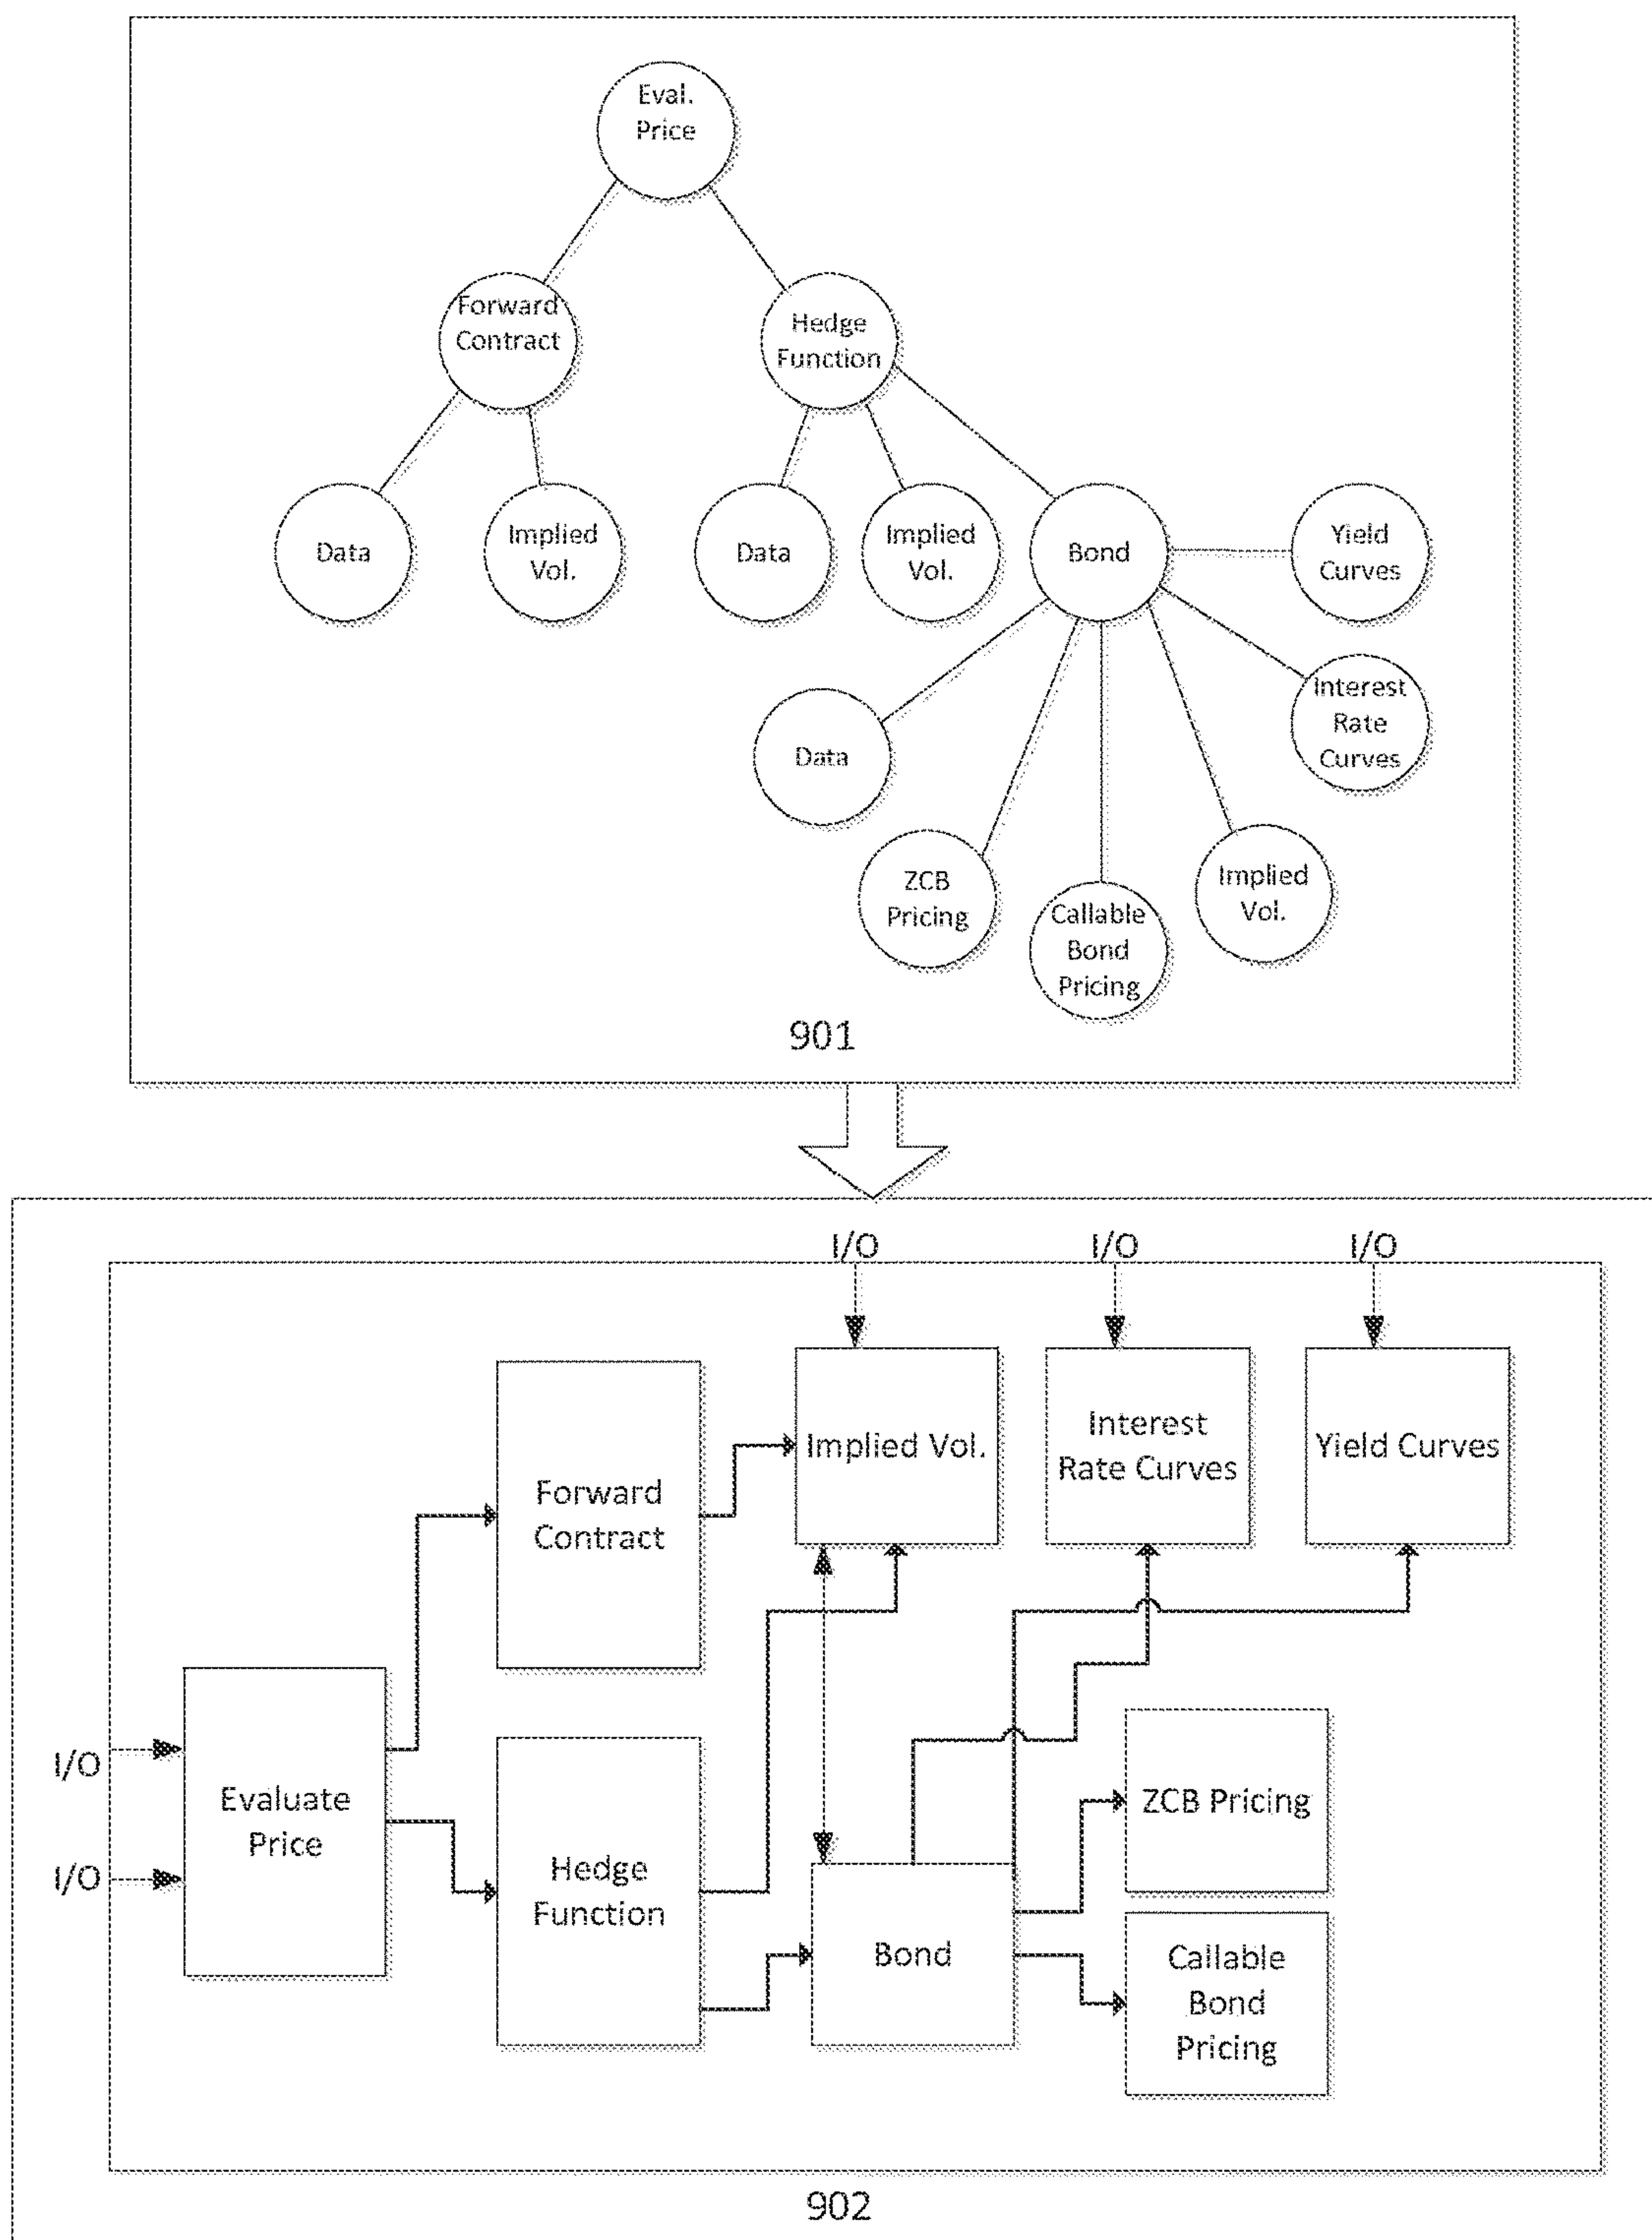 Eval.
Price
Forward
Contract
Hedge
Function
Data
Implied
Vol.
Data
Implied
Vol.
Bond
Yield
Curves
Data
Interest
Rate
Curves
ZCB
Pricing
Callable
Bond
Pricing
Implied
Vol.
901
I/O
I/O
I/O
Implied Vol.
Interest
Rate Curves
Yield Curves
Forward
Contract
I/O
I/O
Evaluate
Price
Hedge
Function
Bond
ZCB Pricing
Callable
Bond
Pricing
902